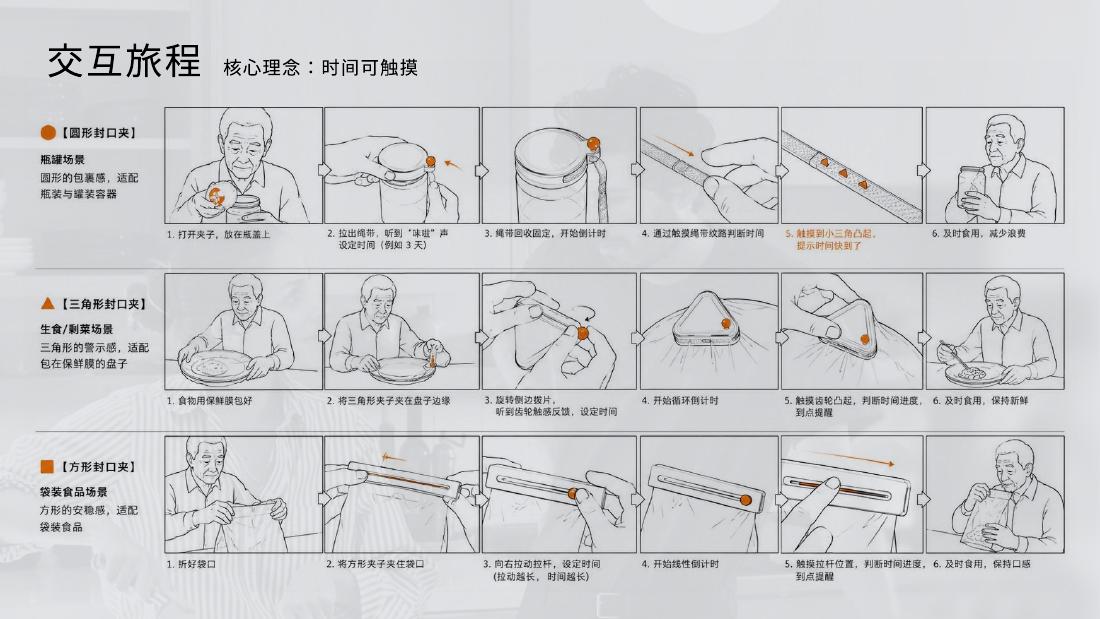 交互旅程 核心理念：时间可触摸
【圆形封口夹】
瓶罐场景
圆形的包裹感，适配
瓶装与罐装容器
1. 打开夹子，放在瓶盖上
2. 拉出绳带，听到“咔哒”声
设定时间（例如 3 天）
3. 绳带回收固定，开始倒计时
4. 通过触摸绳带纹路判断时间
5. 触摸到小三角凸起，
提示时间快到了
6. 及时食用，减少浪费
【三角形封口夹】
生食/剩菜场景
三角形的警示感，适配
包在保鲜膜的盘子
1. 食物用保鲜膜包好
2. 将三角形夹子夹在盘子边缘
3. 旋转侧边拨片，
听到齿轮触感反馈，设定时间
4. 开始循环倒计时
5. 触摸齿轮凸起，判断时间进度，
到点提醒
6. 及时食用，保持新鲜
【方形封口夹】
袋装食品场景
方形的安稳感，适配
袋装食品
1. 折好袋口
2. 将方形夹子夹住袋口
3. 向右拉动拉杆，设定时间
（拉动越长，时间越长）
4. 开始线性倒计时
5. 触摸拉杆位置，判断时间进度，
到点提醒
6. 及时食用，保持口感